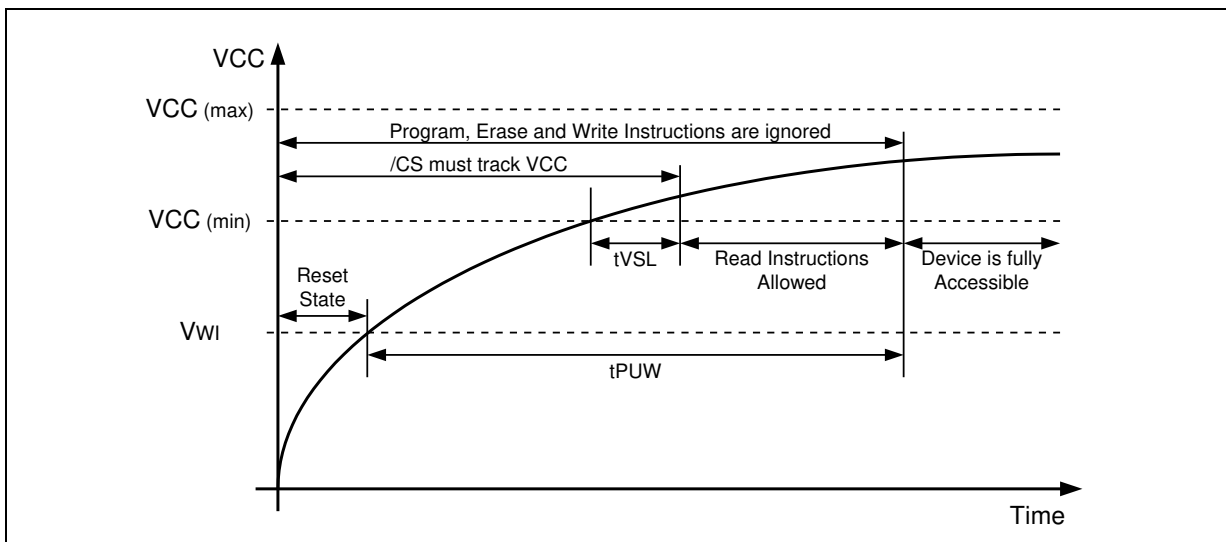 VCC
VCC (max)
Program, Erase and Write Instructions are ignored
/CS must track VCC
VCC (min)
tVSL
Read Instructions
Allowed
Device is fully
Accessible
Reset
State
VWI
tPUW
Time